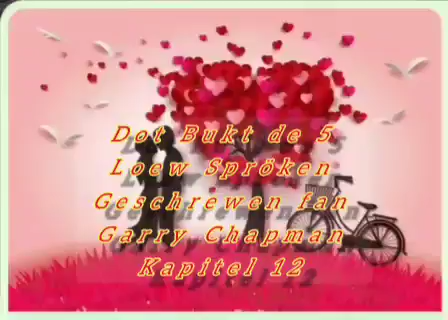 Dot Bukt de 5
Loew Spröken
Geschrewen fan
Garry Chapman
Kapitel 12